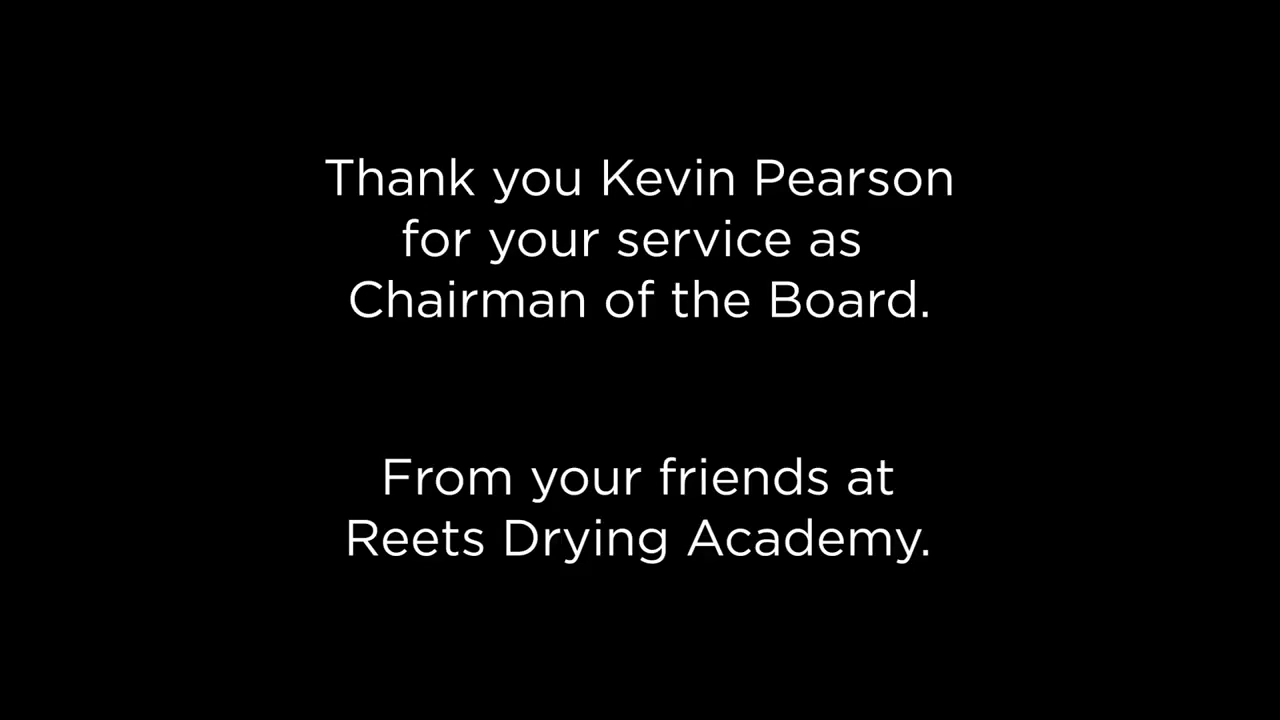 Thank you Kevin Pearson
for your service as
Chairman of the Board.
From your friends at
Reets Drying Academy.